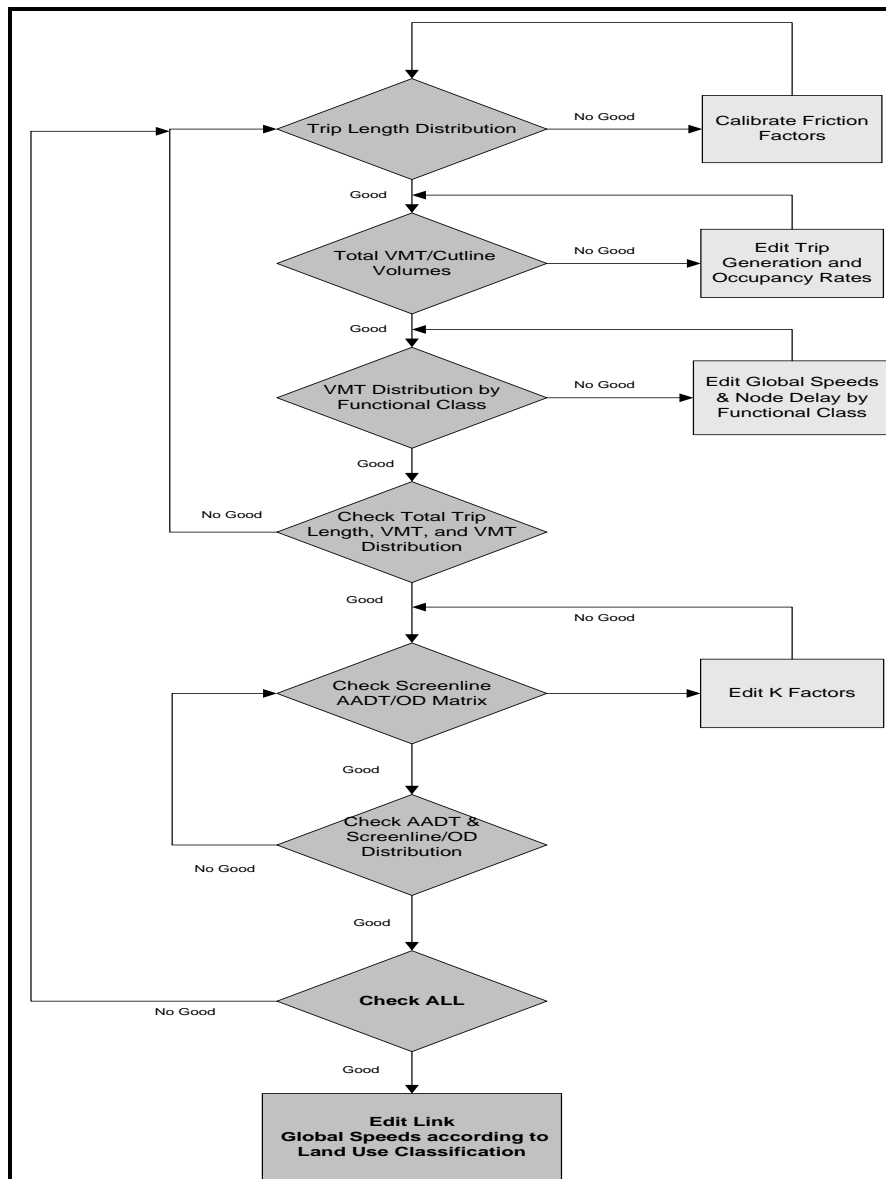 Trip Length Distribution
No Good
Calibrate Friction
Factors
Good
Total VMT/Cutline
Volumes
No Good
Edit Trip
Generation and
Occupancy Rates
Good
VMT Distribution by
Functional Class
No Good
Edit Global Speeds
& Node Delay by
Functional Class
Good
No Good
Check Total Trip
Length, VMT, and VMT
Distribution
Good
No Good
Check Screenline
AADT/OD Matrix
Edit K Factors
Good
Check AADT &
Screenline/OD
Distribution
No Good
Good
Check ALL
No Good
Good
Edit Link
Global Speeds according to
Land Use Classification